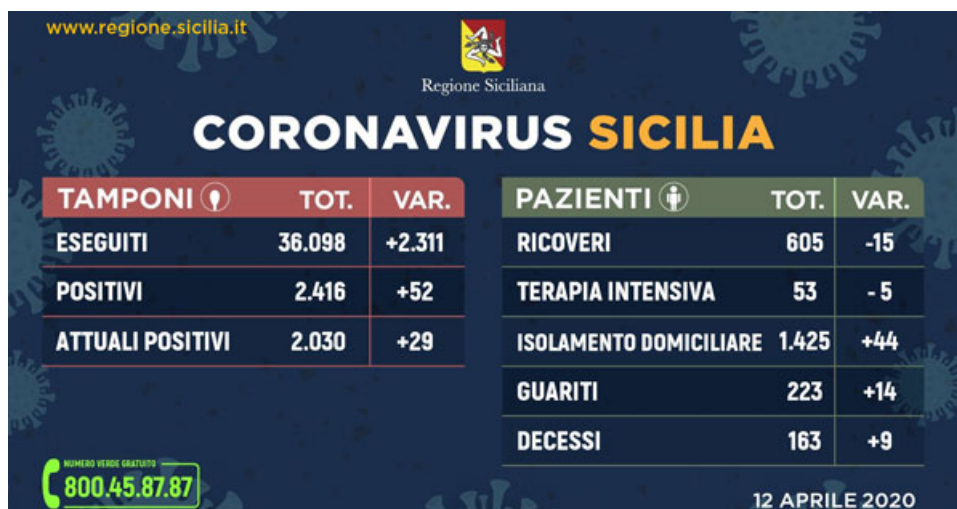 www.regione.sicilia.it
Regione Siciliana
CORONAVIRUS SICILIA
TAMPONI TOT. VAR.
ESEGUITI 36.098 +2.311
POSITIVI 2.416 +52
ATTUALI POSITIVI 2.030 +29
PAZIENTI TOT. VAR.
RICOVERI 605 -15
TERAPIA INTENSIVA 53 - 5
ISOLAMENTO DOMICILIARE 1.425 +44
GUARITI 223 +14
DECESSI 163 +9
NUMERO VERDE GRATUITO
800.45.87.87
12 APRILE 2020